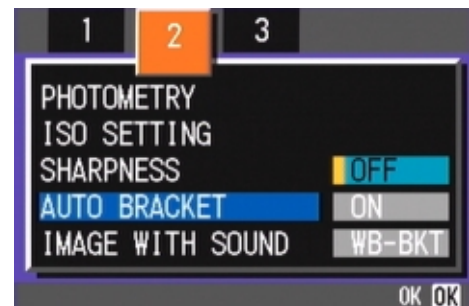 1 2 3
PHOTOMETRY
ISO SETTING
SHARPNESS OFF
AUTO BRACKET ON
IMAGE WITH SOUND WB-BKT
OK OK